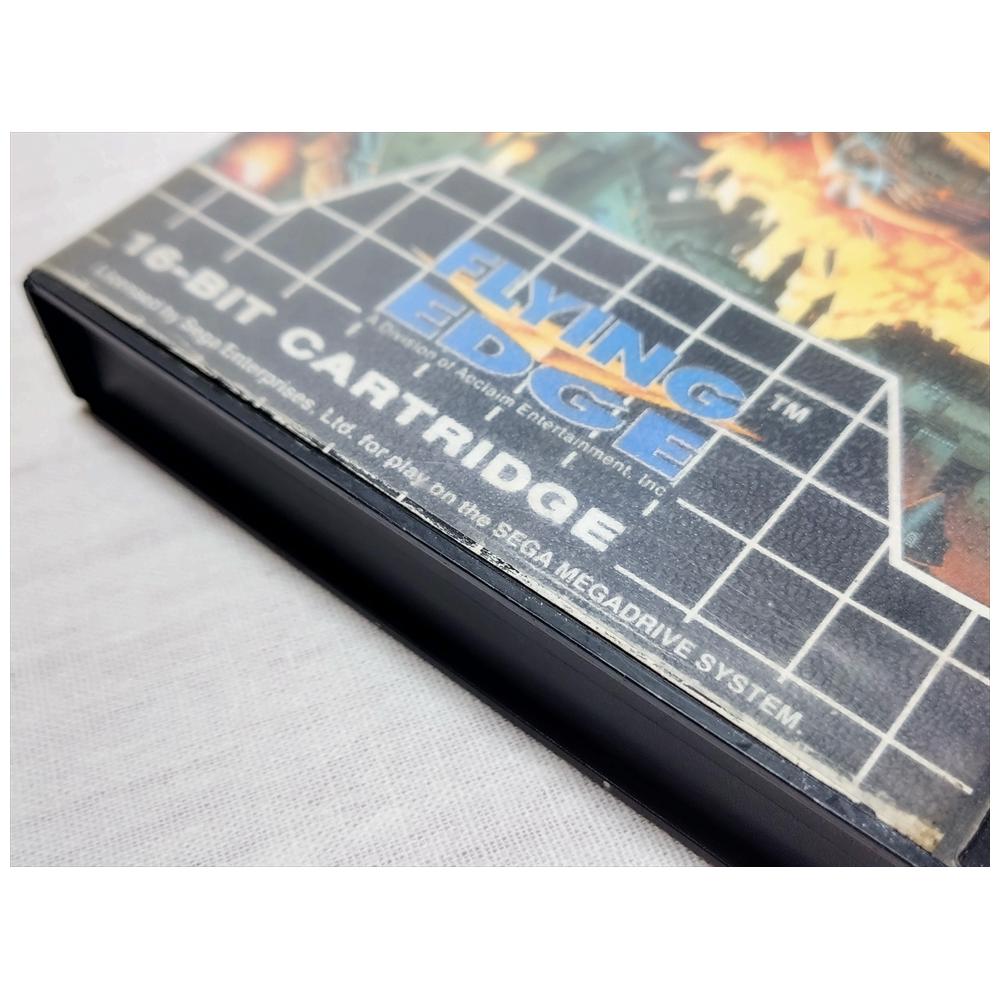 FLYING
EDGE
TM
A Division of Acclaim Entertainment, Inc.
16-BIT CARTRIDGE
Licensed by Sega Enterprises, Ltd. for play on the SEGA MEGADRIVE SYSTEM.